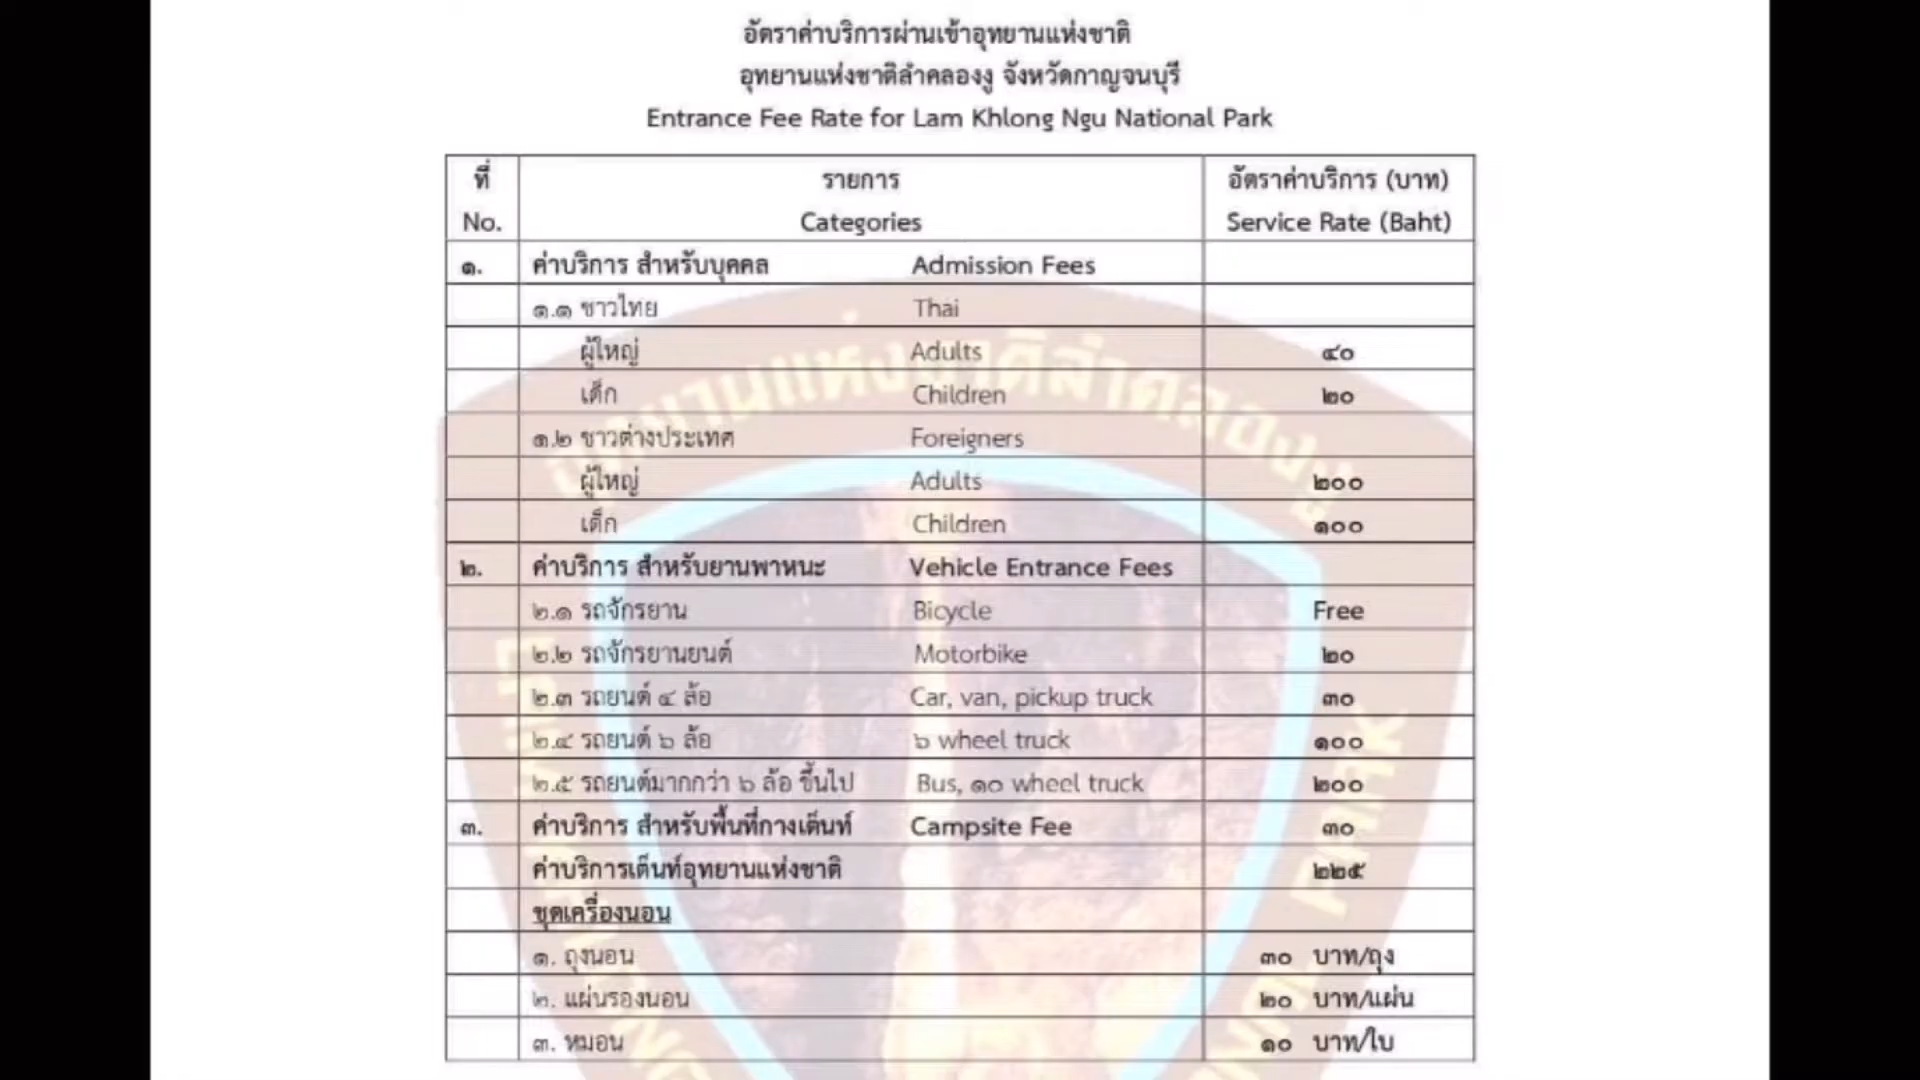 อัตราค่าบริการผ่านเข้าอุทยานแห่งชาติ
อุทยานแห่งชาติลำคลองงู จังหวัดกาญจนบุรี
Entrance Fee Rate for Lam Khlong Ngu National Park
ที่ รายการ อัตราค่าบริการ (บาท)
No. Categories Service Rate (Baht)
๑. ค่าบริการ สำหรับบุคคล Admission Fees
๑.๑ ชาวไทย Thai
ผู้ใหญ่ Adults ๔๐
เด็ก Children ๒๐
๑.๒ ชาวต่างประเทศ Foreigners
ผู้ใหญ่ Adults ๒๐๐
เด็ก Children ๑๐๐
๒. ค่าบริการ สำหรับยานพาหนะ Vehicle Entrance Fees
๒.๑ รถจักรยาน Bicycle Free
๒.๒ รถจักรยานยนต์ Motorbike ๒๐
๒.๓ รถยนต์ ๔ ล้อ Car, van, pickup truck ๓๐
๒.๔ รถยนต์ ๖ ล้อ ๖ wheel truck ๑๐๐
๒.๕ รถยนต์มากกว่า ๖ ล้อ ขึ้นไป Bus, ๑๐ wheel truck ๒๐๐
๓. ค่าบริการ สำหรับพื้นที่กางเต็นท์ Campsite Fee ๓๐
ค่าบริการเต็นท์อุทยานแห่งชาติ ๒๒๕
ชุดเครื่องนอน
๑. ถุงนอน ๓๐ บาท/ถุง
๒. แผ่นรองนอน ๒๐ บาท/แผ่น
๓. หมอน ๑๐ บาท/ใบ
อุทยานแห่งชาติลำคลองงู